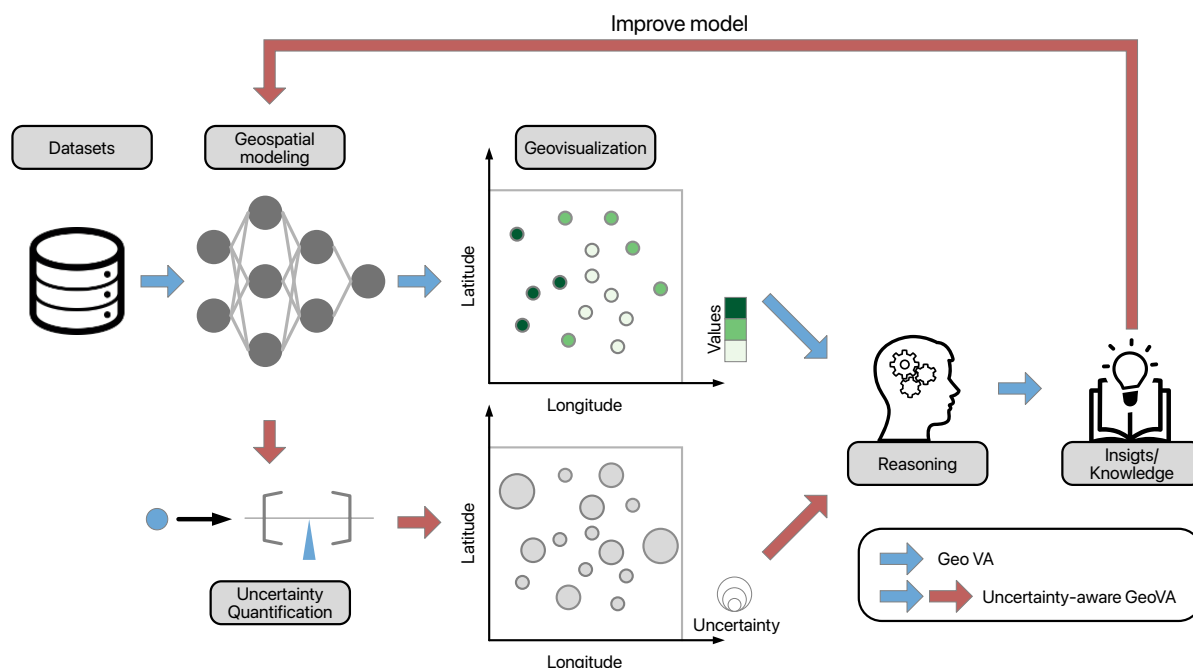 Improve model
Datasets
Geospatial
modeling
Geovisualization
Latitude
Longitude
Values
Reasoning
Insigts/
Knowledge
Uncertainty
Quantification
Latitude
Longitude
Uncertainty
Geo VA
Uncertainty-aware GeoVA